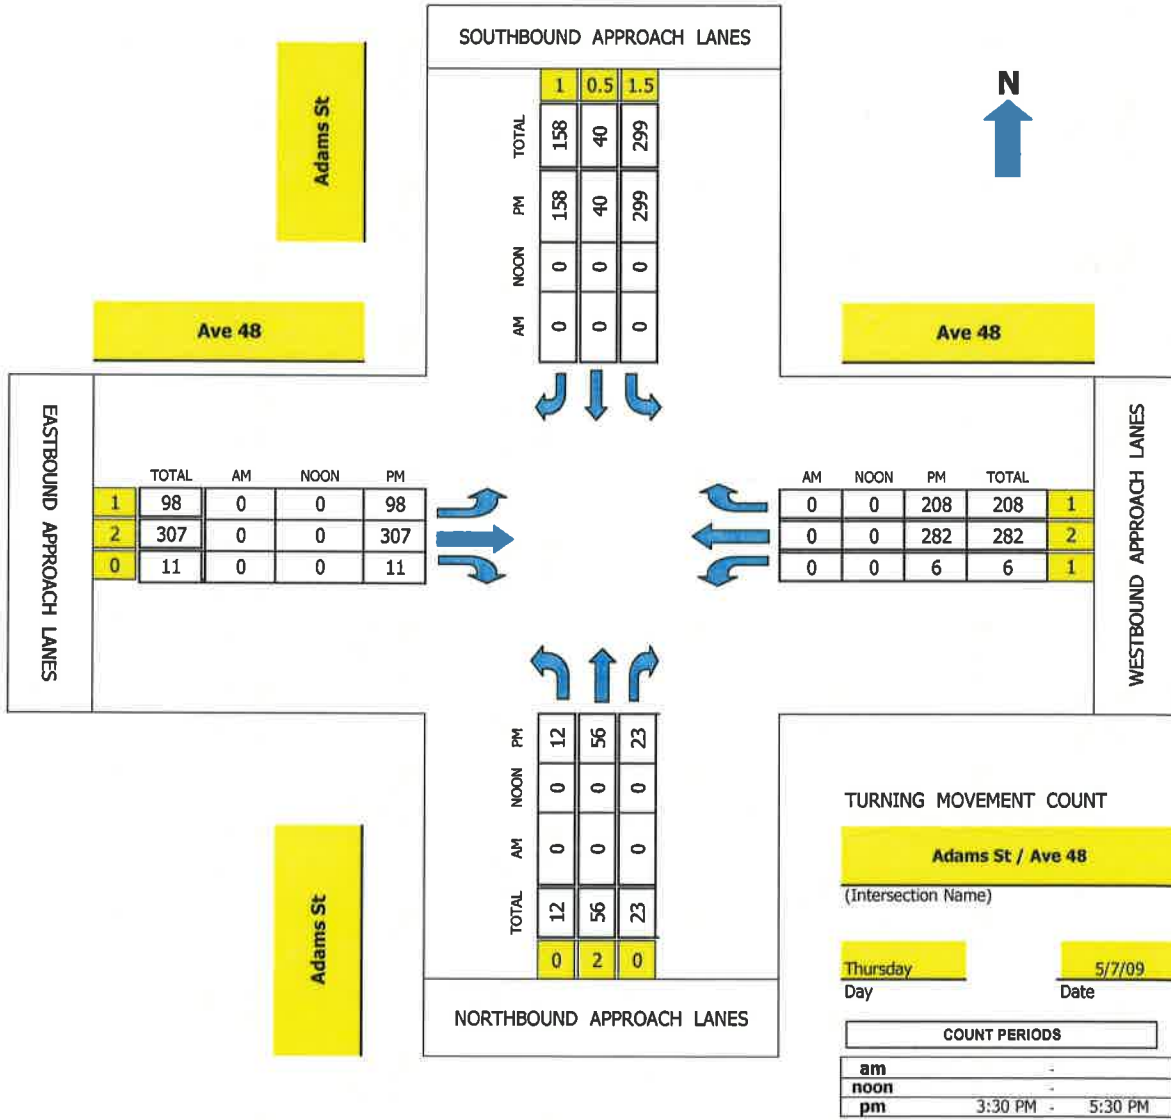 SOUTHBOUND APPROACH LANES
N
1 0.5 1.5
TOTAL 158 40 299
PM 158 40 299
NOON 0 0 0
AM 0 0 0
Adams St
Ave 48
Ave 48
EASTBOUND APPROACH LANES
TOTAL AM NOON PM
1 98 0 0 98
2 307 0 0 307
0 11 0 0 11
AM NOON PM TOTAL
0 0 208 208 1
0 0 282 282 2
0 0 6 6 1
WESTBOUND APPROACH LANES
PM 12 56 23
NOON 0 0 0
AM 0 0 0
TOTAL 12 56 23
0 2 0
NORTHBOUND APPROACH LANES
Adams St
TURNING MOVEMENT COUNT
Adams St / Ave 48
(Intersection Name)
Thursday 5/7/09
Day Date
COUNT PERIODS
am -
noon -
pm 3:30 PM - 5:30 PM